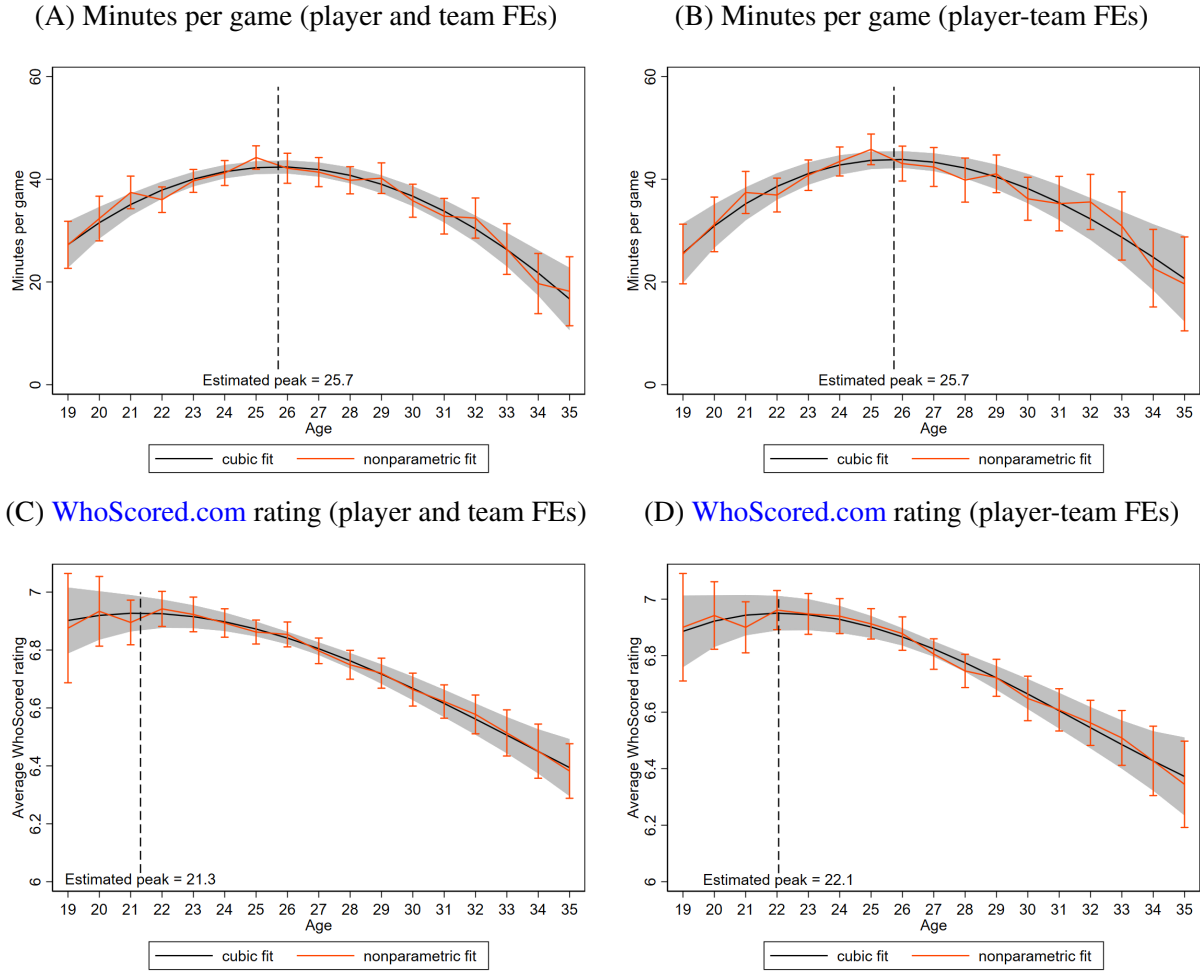 (A) Minutes per game (player and team FEs)
Minutes per game
60
40
20
0
Estimated peak = 25.7
19 20 21 22 23 24 25 26 27 28 29 30 31 32 33 34 35
Age
cubic fit nonparametric fit
(B) Minutes per game (player-team FEs)
Minutes per game
60
40
20
0
Estimated peak = 25.7
19 20 21 22 23 24 25 26 27 28 29 30 31 32 33 34 35
Age
cubic fit nonparametric fit
(C) WhoScored.com rating (player and team FEs)
Average WhoScored rating
7
6.8
6.6
6.4
6.2
6
Estimated peak = 21.3
19 20 21 22 23 24 25 26 27 28 29 30 31 32 33 34 35
Age
cubic fit nonparametric fit
(D) WhoScored.com rating (player-team FEs)
Average WhoScored rating
7
6.8
6.6
6.4
6.2
6
Estimated peak = 22.1
19 20 21 22 23 24 25 26 27 28 29 30 31 32 33 34 35
Age
cubic fit nonparametric fit